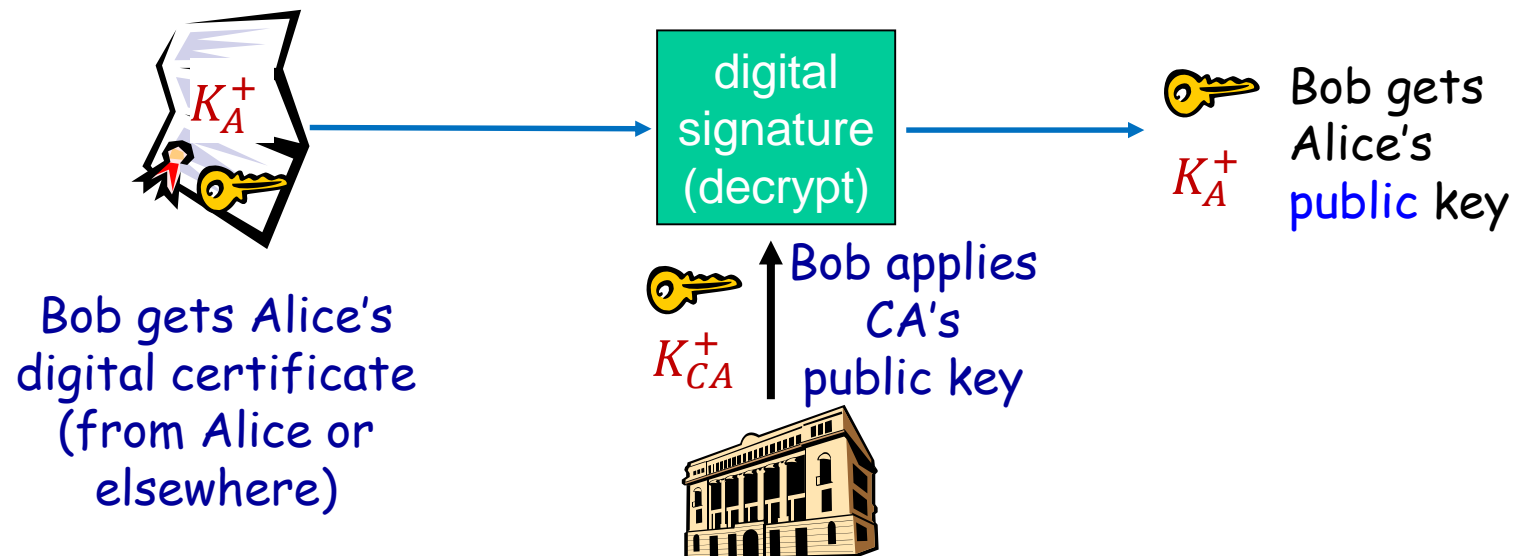 K_A^+
Bob gets Alice's
digital certificate
(from Alice or
elsewhere)
digital
signature
(decrypt)
K_CA^+
Bob applies
CA's
public key
K_A^+
Bob gets
Alice's
public key